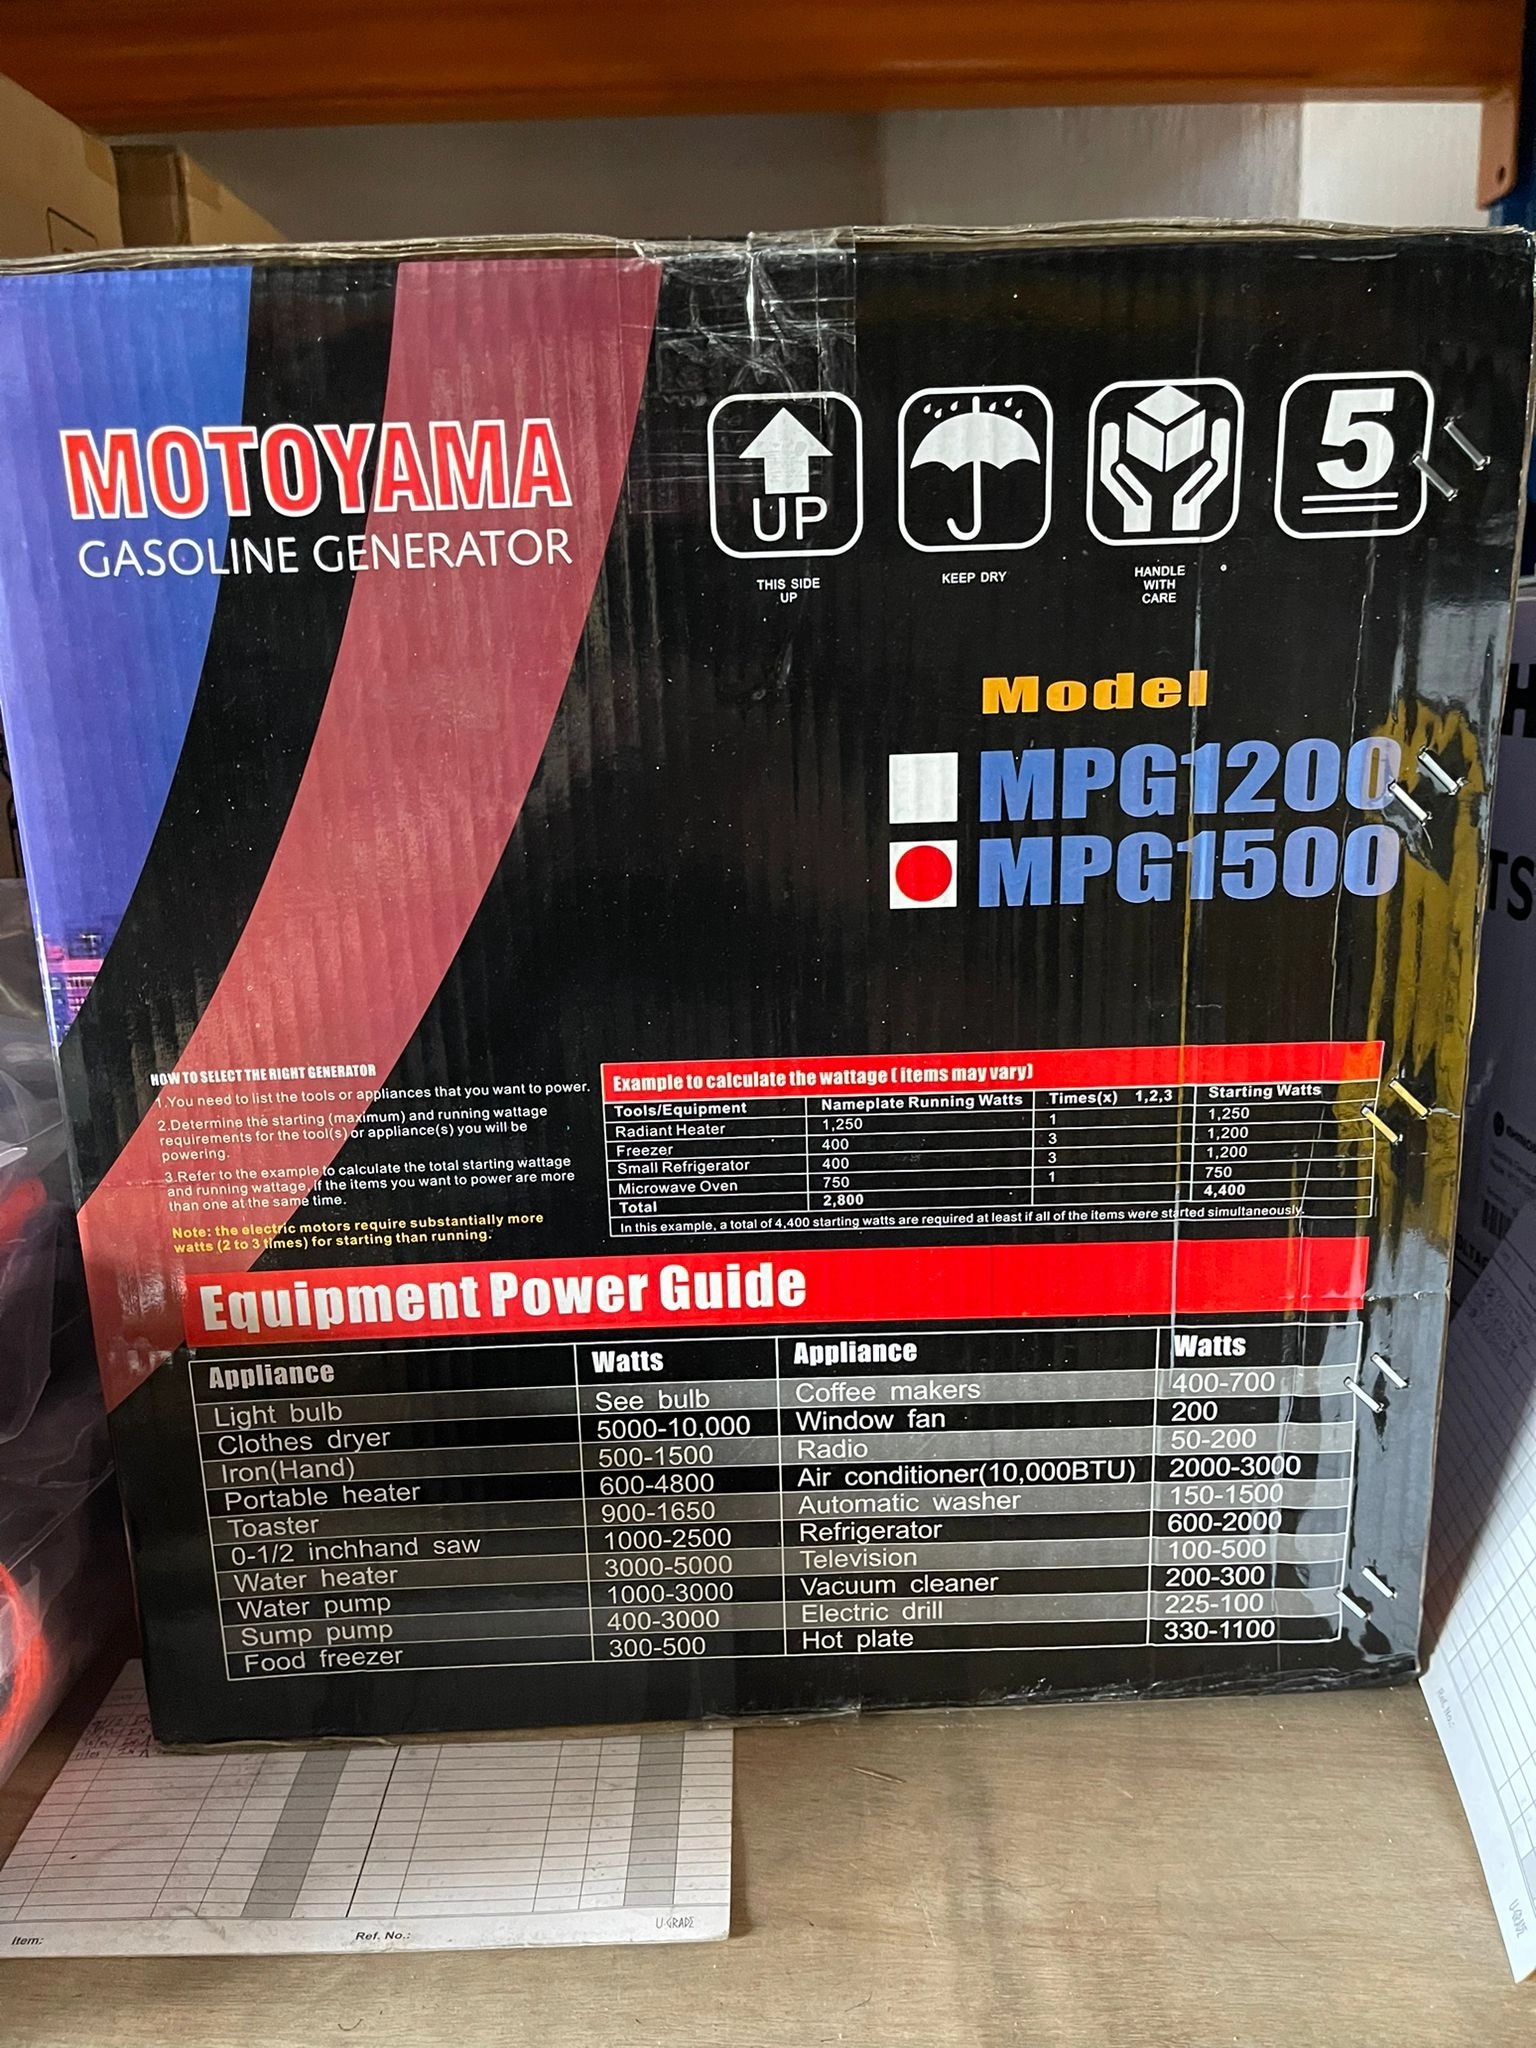 MOTOYAMA
GASOLINE GENERATOR
UP
5
THIS SIDE
UP
KEEP DRY
HANDLE
WITH
CARE
Model
MPG1200
MPG1500
HOW TO SELECT THE RIGHT GENERATOR
1.You need to list the tools or appliances that you want to power.
2.Determine the starting (maximum) and running wattage
requirements for the tool(s) or appliance(s) you will be
powering.
3.Refer to the example to calculate the total starting wattage
and running wattage, if the items you want to power are more
than one at the same time.
Note: the electric motors require substantially more
watts (2 to 3 times) for starting than running.
Example to calculate the wattage ( items may vary)
Tools/Equipment Nameplate Running Watts Times(x) 1,2,3 Starting Watts
Radiant Heater 1,250 1 1,250
Freezer 400 3 1,200
Small Refrigerator 400 3 1,200
Microwave Oven 750 1 750
Total 2,800 4,400
In this example, a total of 4,400 starting watts are required at least if all of the items were started simultaneously.
Equipment Power Guide
Appliance Watts Appliance Watts
Light bulb See bulb Coffee makers 400-700
Clothes dryer 5000-10,000 Window fan 200
Iron(Hand) 500-1500 Radio 50-200
Portable heater 600-4800 Air conditioner(10,000BTU) 2000-3000
Toaster 900-1650 Automatic washer 150-1500
0-1/2 inchhand saw 1000-2500 Refrigerator 600-2000
Water heater 3000-5000 Television 100-500
Water pump 1000-3000 Vacuum cleaner 200-300
Sump pump 400-3000 Electric drill 225-100
Food freezer 300-500 Hot plate 330-1100
Item: Ref. No.: U-GRADE
Ref. No.:
U-GRADE